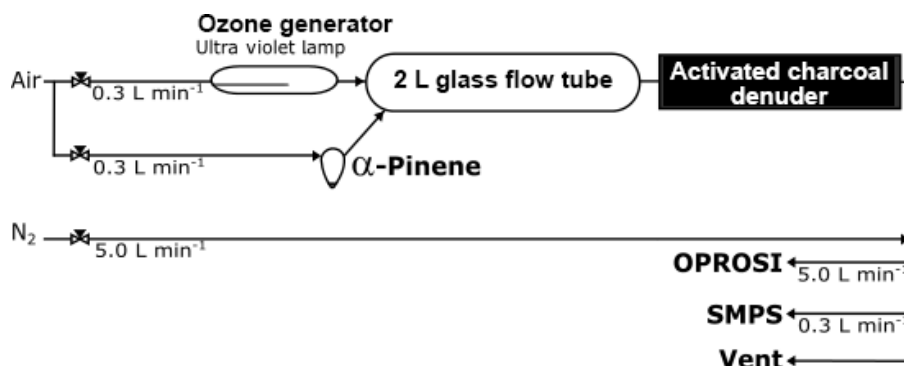 Ozone generator
Ultra violet lamp
Air
0.3 L min⁻¹
2 L glass flow tube
Activated charcoal
denuder
0.3 L min⁻¹
α-Pinene
N₂
5.0 L min⁻¹
OPROSI
5.0 L min⁻¹
SMPS
0.3 L min⁻¹
Vent